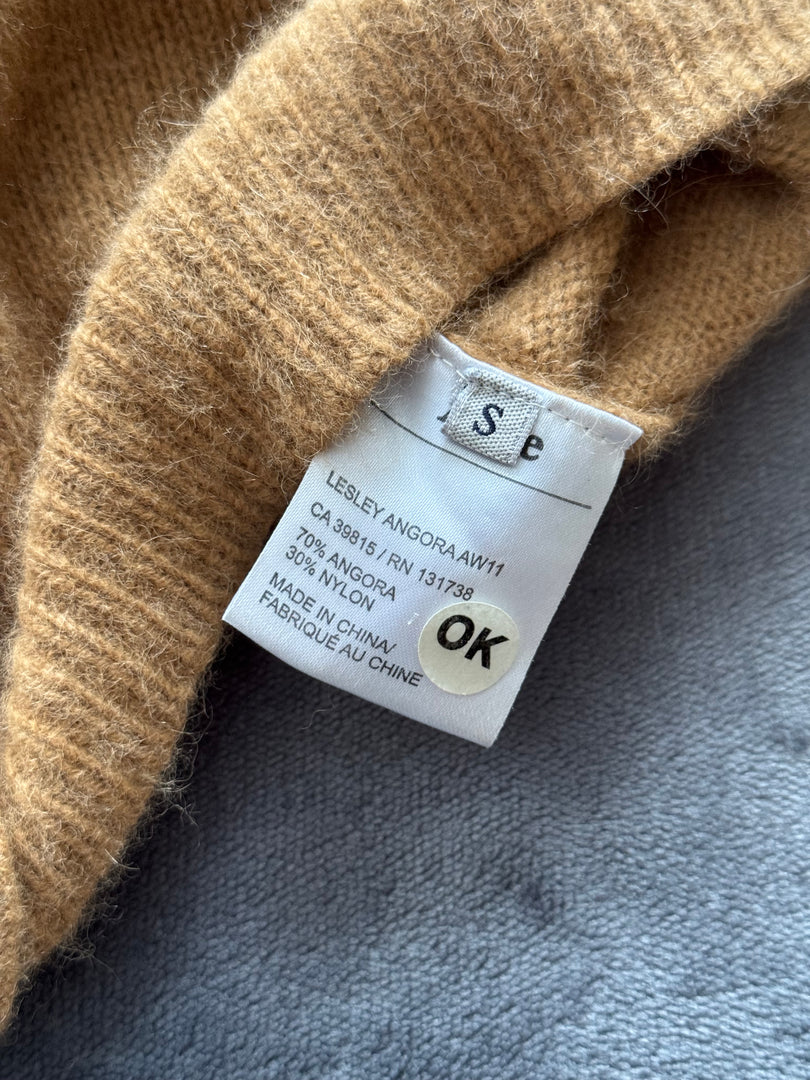 S
e
LESLEY ANGORA AW11
CA 39815 / RN 131738
70% ANGORA
30% NYLON
MADE IN CHINA/
FABRIQUÉ AU CHINE
OK